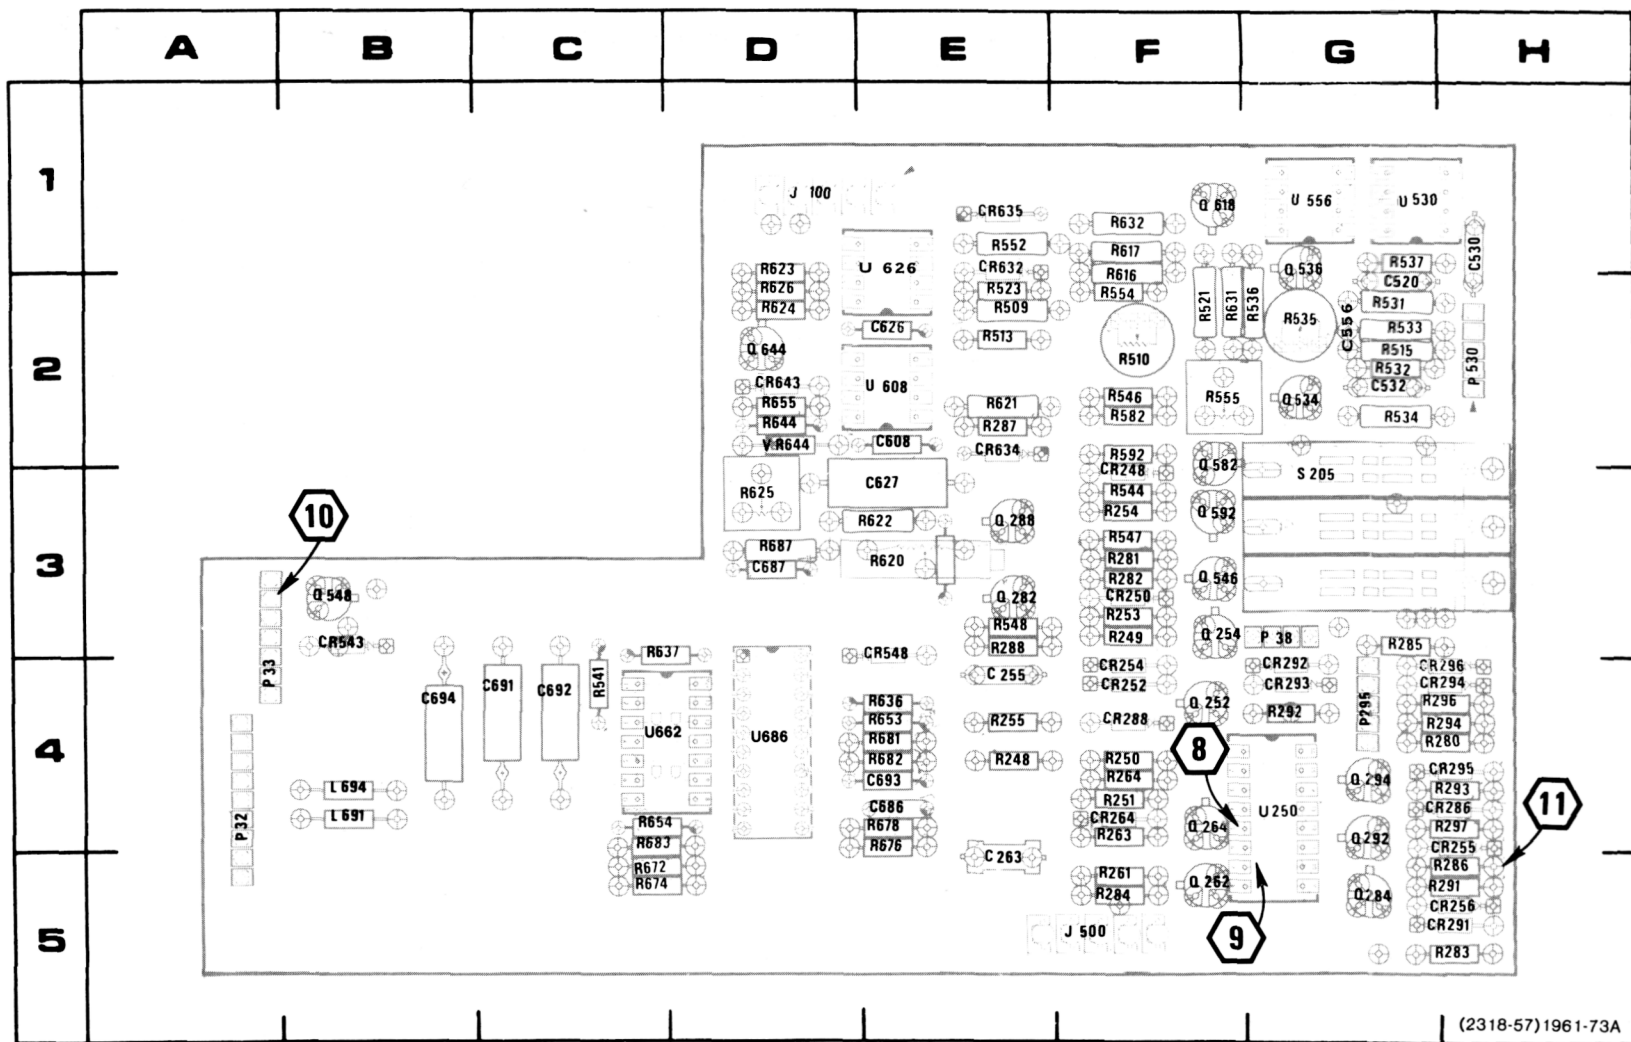 A B C D E F G H
1
J 100
CR635
Q 618
U 556
U 530
R632
R552
R617
C530
U 626
R623
CR632
R616
Q 536
R537
R626
R523
R554
C520
R624
R509
R521
R631
R536
R531
C626
R513
R535
C556
R533
2
Q 644
R510
R515
P 530
R532
CR643
U 608
R546
R555
C532
R655
R621
R582
Q 534
R644
R287
R534
VR644
C608
CR634
R592
Q 582
CR248
S 205
R625
C627
R544
R254
Q 592
10
R622
Q 288
3
R687
R547
C687
R620
R281
R282
Q 546
Q 548
Q 282
CR250
R253
R548
R249
Q 254
P 38
CR543
R637
CR548
R288
R285
P 33
R541
C 255
CR254
CR292
CR296
C694
C691
C692
CR252
CR293
CR294
R636
Q 252
P295
R296
R653
R255
CR288
R292
R294
4
U662
U686
R681
8
R280
R682
R248
R250
L 694
C693
R264
Q 294
CR295
R293
R251
CR286
11
L 691
C686
CR264
Q 264
U250
P32
R654
R678
R263
Q 292
R297
R683
R676
C 263
CR255
R672
R261
R286
R674
R284
Q 262
Q 284
R291
CR256
5
J 500
9
CR291
R283
(2318-57)1961-73A